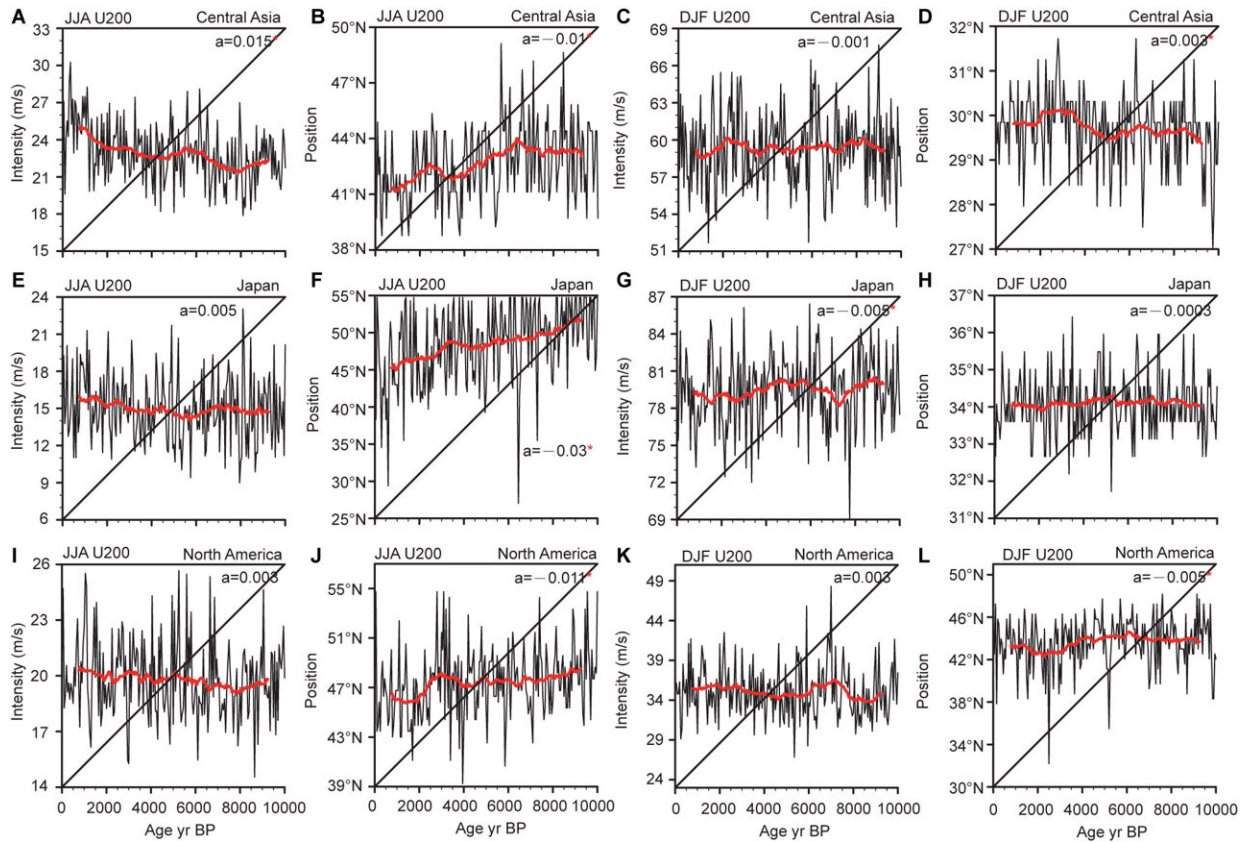 A JJA U200 Central Asia
a=0.015*
Intensity (m/s)
33
30
27
24
21
18
15
B JJA U200 Central Asia
a=−0.01*
Position
50°N
47°N
44°N
41°N
38°N
C DJF U200 Central Asia
a=−0.001
Intensity (m/s)
69
66
63
60
57
54
51
D DJF U200 Central Asia
a=0.003*
Position
32°N
31°N
30°N
29°N
28°N
27°N
E JJA U200 Japan
a=0.005
Intensity (m/s)
24
21
18
15
12
9
6
F JJA U200 Japan
a=−0.03*
Position
55°N
50°N
45°N
40°N
35°N
30°N
25°N
G DJF U200 Japan
a=−0.005*
Intensity (m/s)
87
83
79
75
72
69
H DJF U200 Japan
a=−0.0003
Position
37°N
36°N
35°N
34°N
33°N
32°N
31°N
I JJA U200 North America
a=0.003
Intensity (m/s)
26
23
20
17
14
0 2000 4000 6000 8000 10000
Age yr BP
J JJA U200 North America
a=−0.011*
Position
55°N
51°N
47°N
43°N
39°N
0 2000 4000 6000 8000 10000
Age yr BP
K DJF U200 North America
a=0.003
Intensity (m/s)
49
44
36
34
29
23
0 2000 4000 6000 8000 10000
Age yr BP
L DJF U200 North America
a=−0.005*
Position
50°N
46°N
42°N
38°N
34°N
30°N
0 2000 4000 6000 8000 10000
Age yr BP